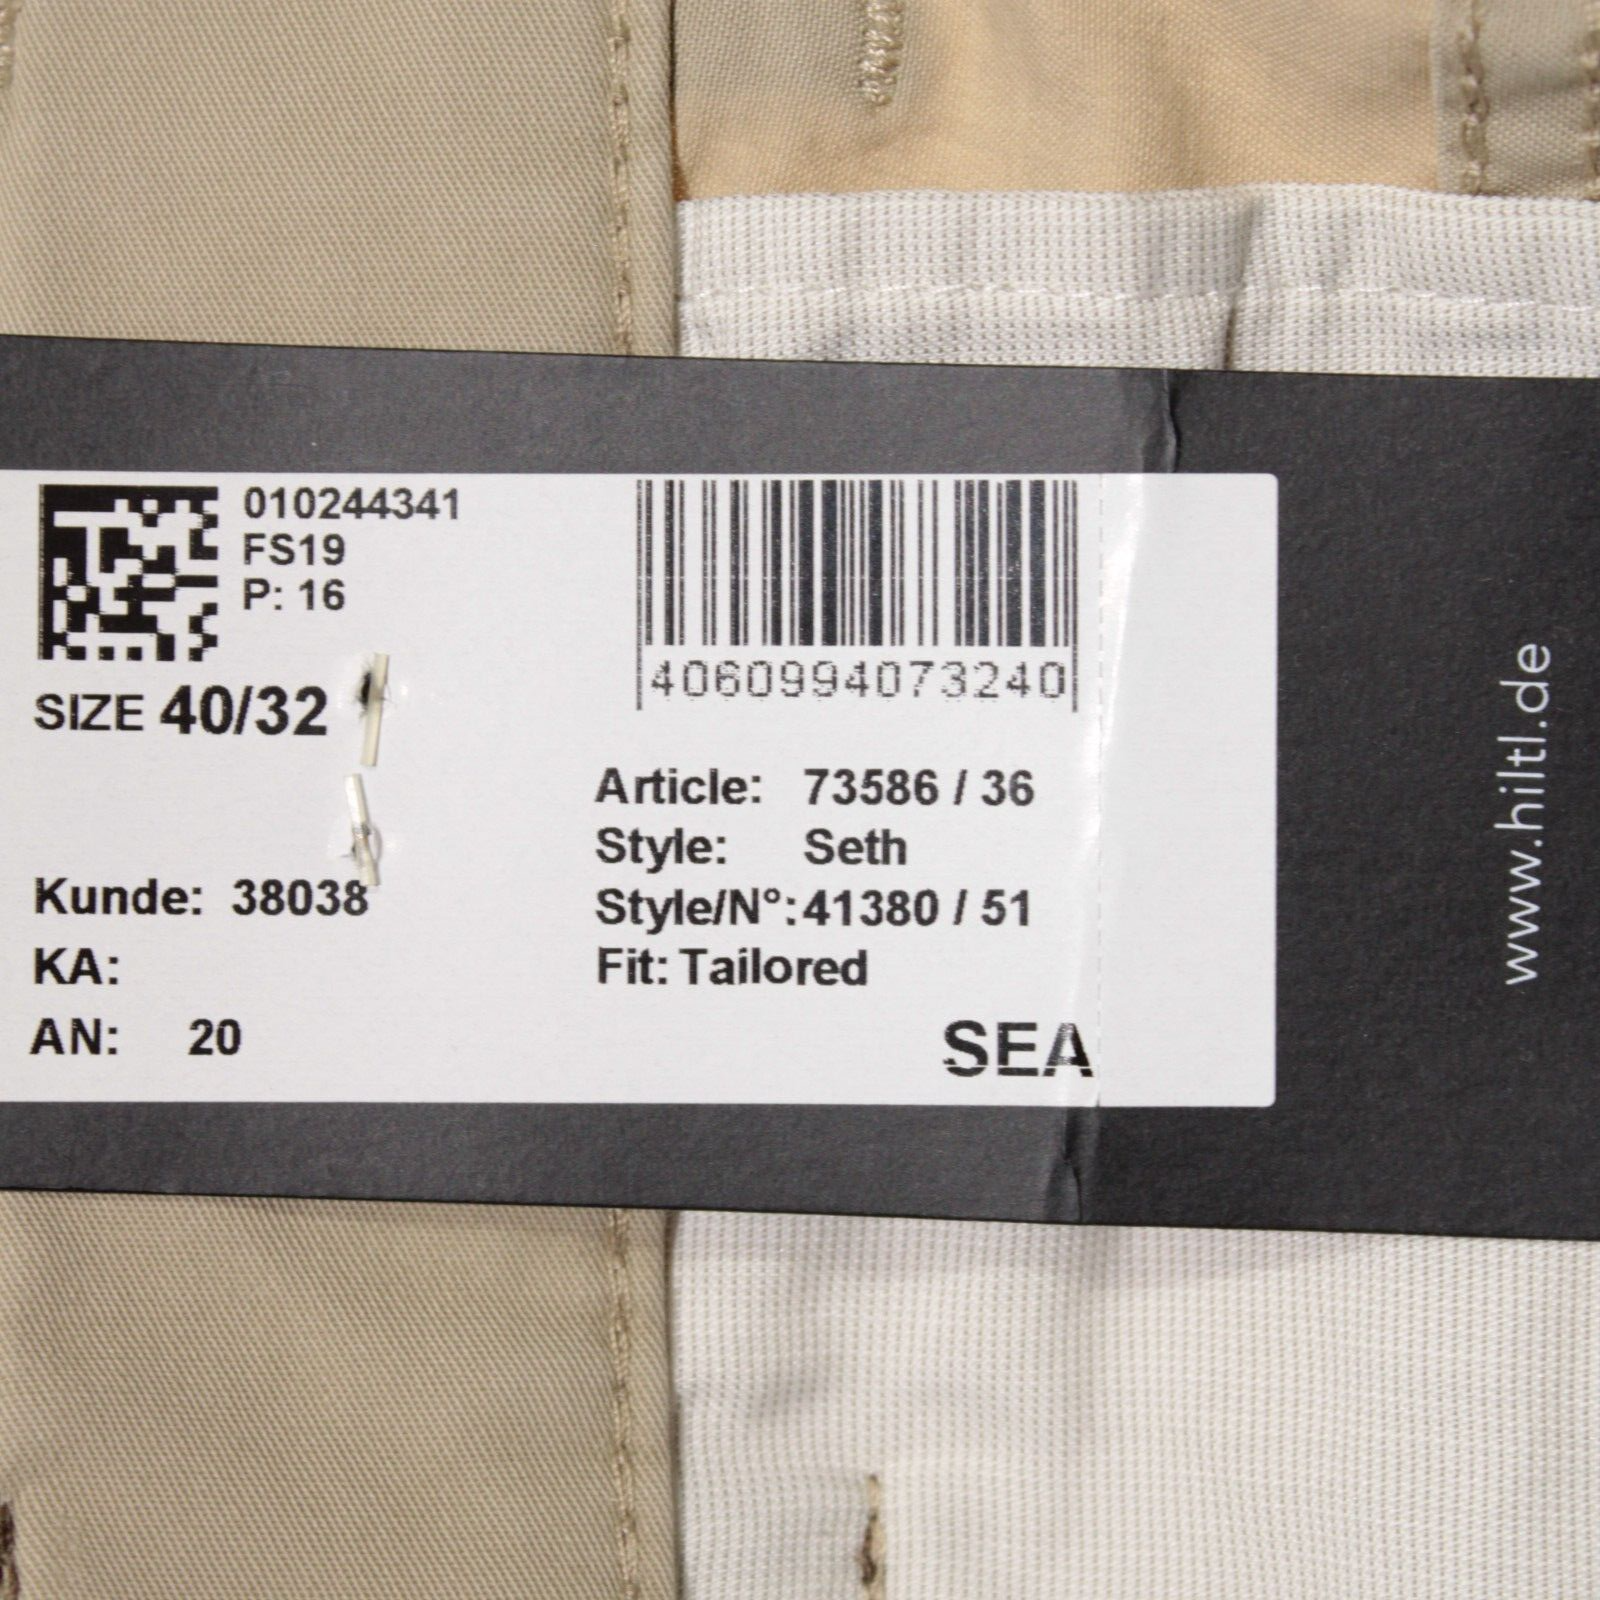 010244341
FS19
P: 16
SIZE 40/32
4060994073240
Article: 73586 / 36
Style: Seth
Style/N°:41380 / 51
Fit: Tailored
Kunde: 38038
KA:
AN: 20
SEA
www.hiltl.de